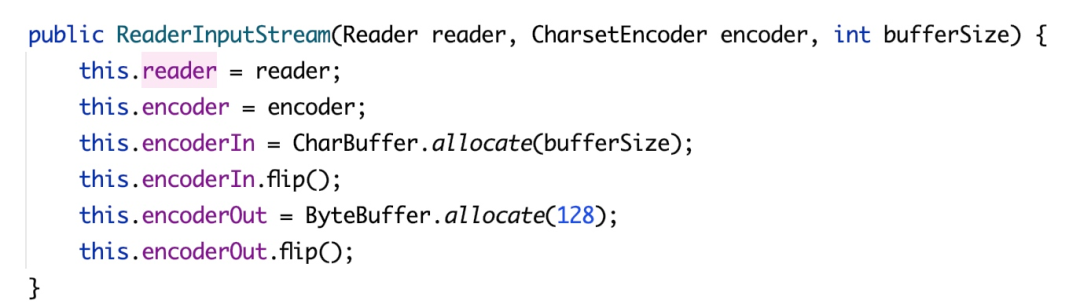 public ReaderInputStream(Reader reader, CharsetEncoder encoder, int bufferSize) {
    this.reader = reader;
    this.encoder = encoder;
    this.encoderIn = CharBuffer.allocate(bufferSize);
    this.encoderIn.flip();
    this.encoderOut = ByteBuffer.allocate(128);
    this.encoderOut.flip();
}